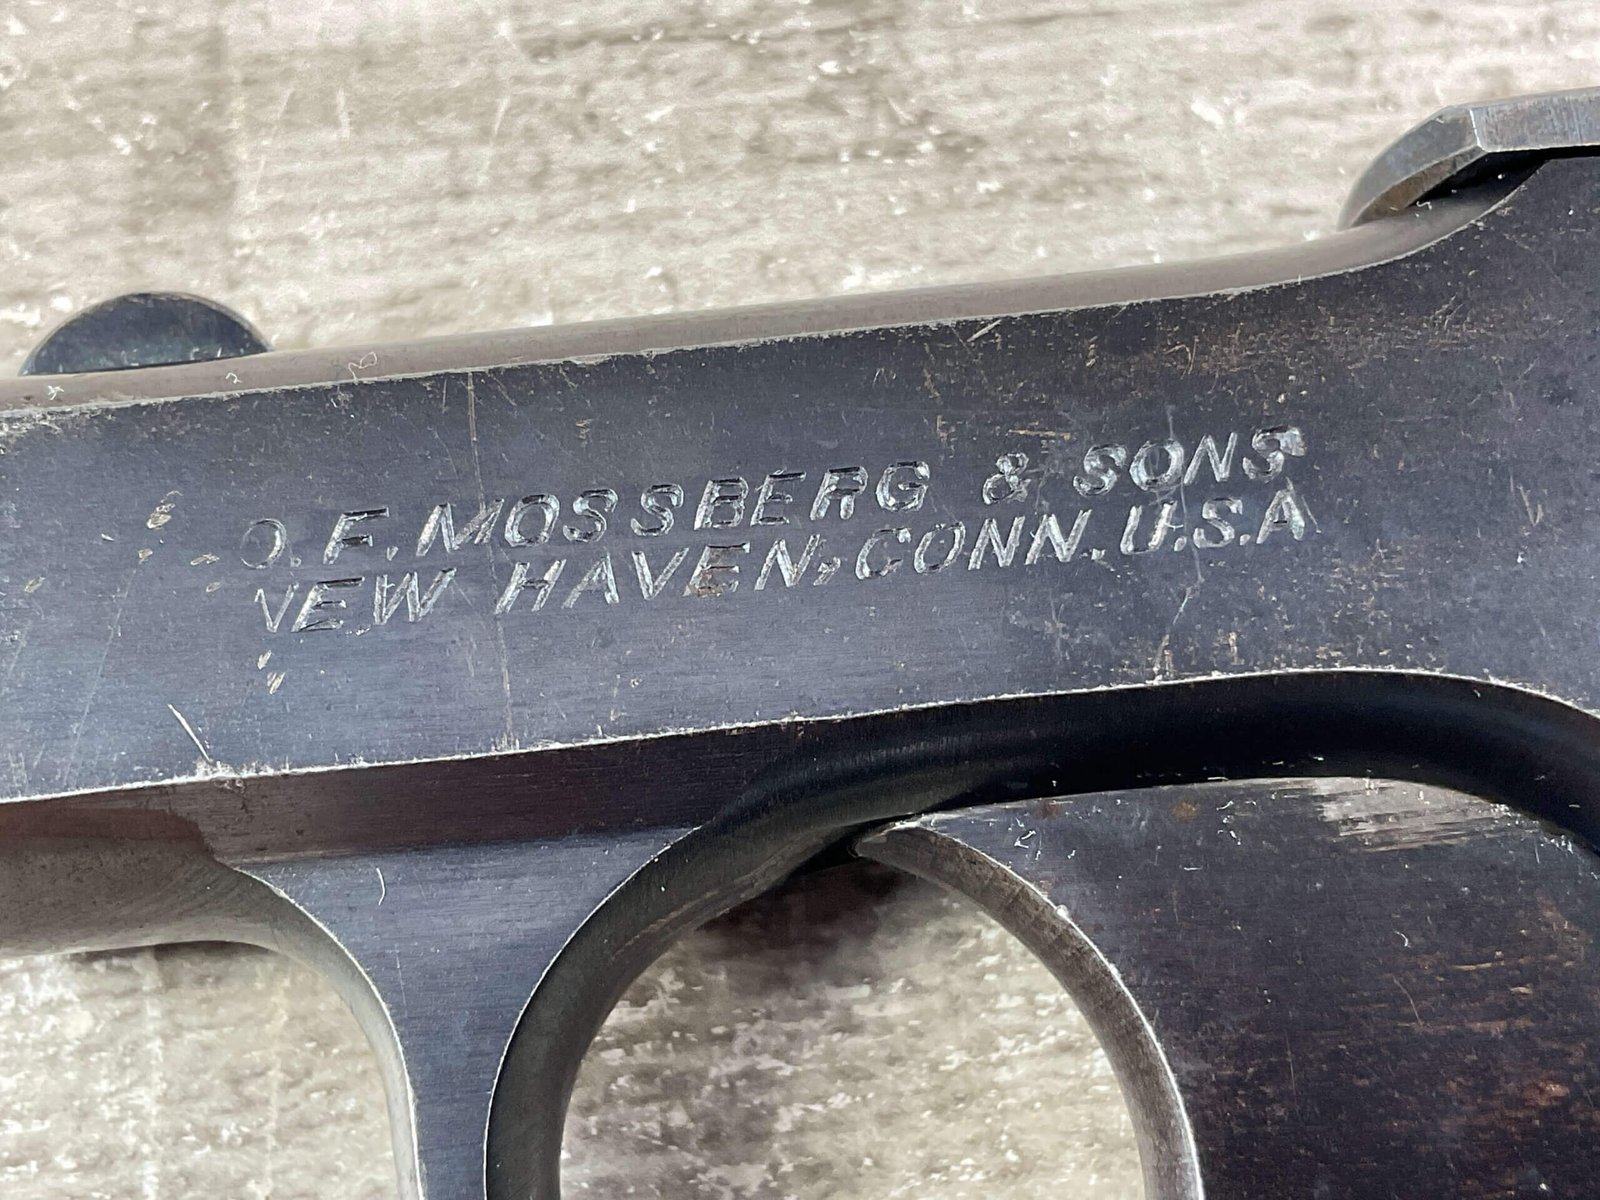 O.F.MOSSBERG & SONS
NEW HAVEN,CONN.U.S.A